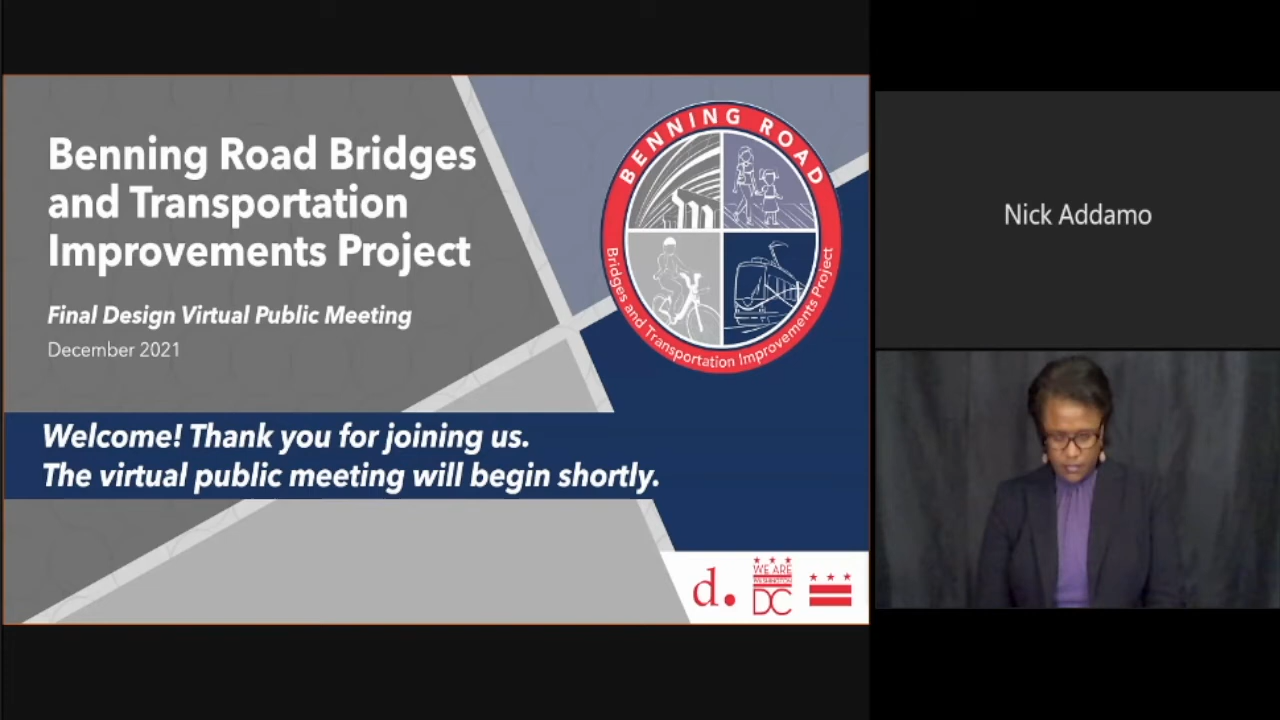 Benning Road Bridges
and Transportation
Improvements Project
Final Design Virtual Public Meeting
December 2021
Welcome! Thank you for joining us.
The virtual public meeting will begin shortly.
BENNING ROAD
Bridges and Transportation Improvements Project
d.
WE ARE
WASHINGTON
DC
Nick Addamo